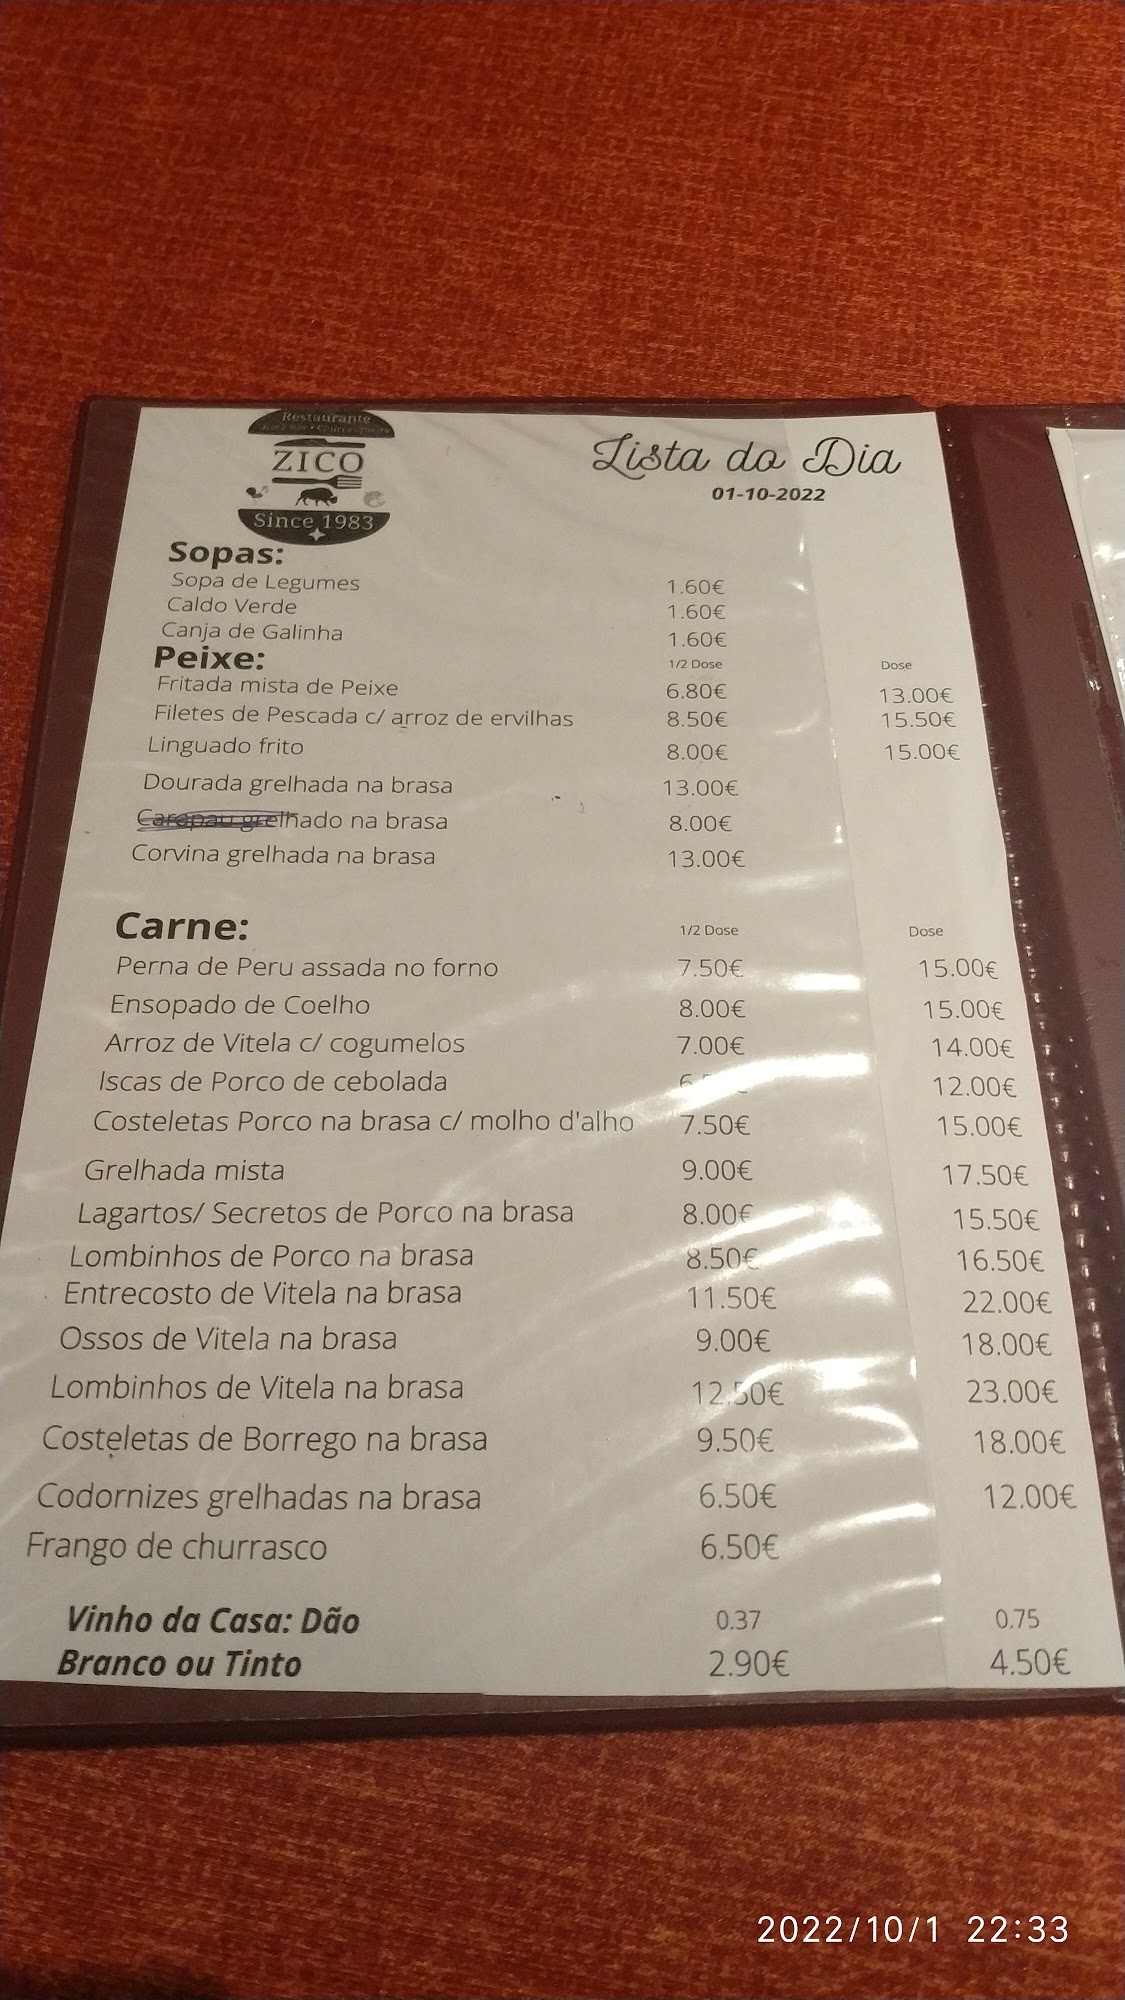 Restaurante
ZICO
Since 1983
Lista do Dia
01-10-2022
Sopas:
Sopa de Legumes 1.60€
Caldo Verde 1.60€
Canja de Galinha 1.60€
Peixe: 1/2 Dose Dose
Fritada mista de Peixe 6.80€ 13.00€
Filetes de Pescada c/ arroz de ervilhas 8.50€ 15.50€
Linguado frito 8.00€ 15.00€
Dourada grelhada na brasa 13.00€
Carapau grelhado na brasa 8.00€
Corvina grelhada na brasa 13.00€
Carne: 1/2 Dose Dose
Perna de Peru assada no forno 7.50€ 15.00€
Ensopado de Coelho 8.00€ 15.00€
Arroz de Vitela c/ cogumelos 7.00€ 14.00€
Iscas de Porco de cebolada 12.00€
Costeletas Porco na brasa c/ molho d'alho 7.50€ 15.00€
Grelhada mista 9.00€ 17.50€
Lagartos/ Secretos de Porco na brasa 8.00€ 15.50€
Lombinhos de Porco na brasa 8.50€ 16.50€
Entrecosto de Vitela na brasa 11.50€ 22.00€
Ossos de Vitela na brasa 9.00€ 18.00€
Lombinhos de Vitela na brasa 12.50€ 23.00€
Costeletas de Borrego na brasa 9.50€ 18.00€
Codornizes grelhadas na brasa 6.50€ 12.00€
Frango de churrasco 6.50€
Vinho da Casa: Dão 0.37 0.75
Branco ou Tinto 2.90€ 4.50€
2022/10/1 22:33